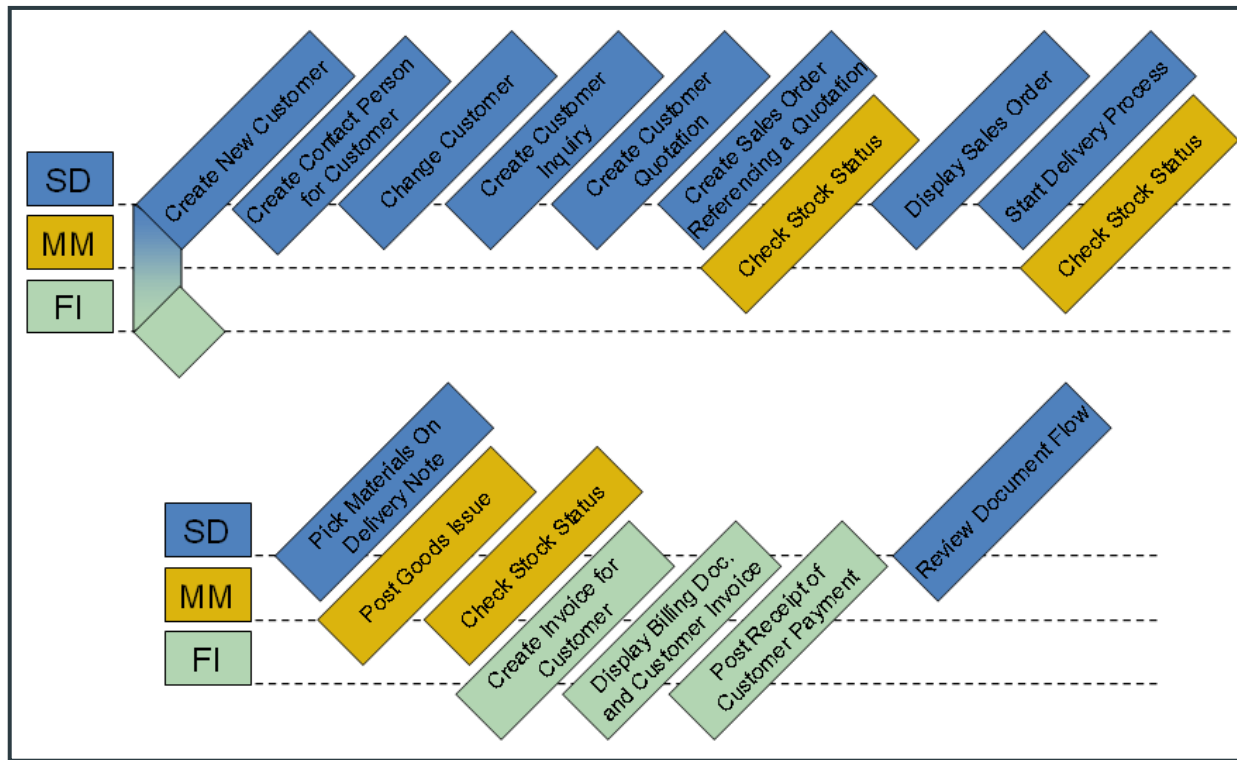 SD
MM
FI
Create New Customer
Create Contact Person
for Customer
Change Customer
Create Customer
Inquiry
Create Customer
Quotation
Create Sales Order
Referencing a Quotation
Check Stock Status
Display Sales Order
Start Delivery Process
Check Stock Status
SD
MM
FI
Pick Materials On
Delivery Note
Post Goods Issue
Check Stock Status
Create Invoice for
Customer
Display Billing Doc.
and Customer Invoice
Post Receipt of
Customer Payment
Review Document Flow